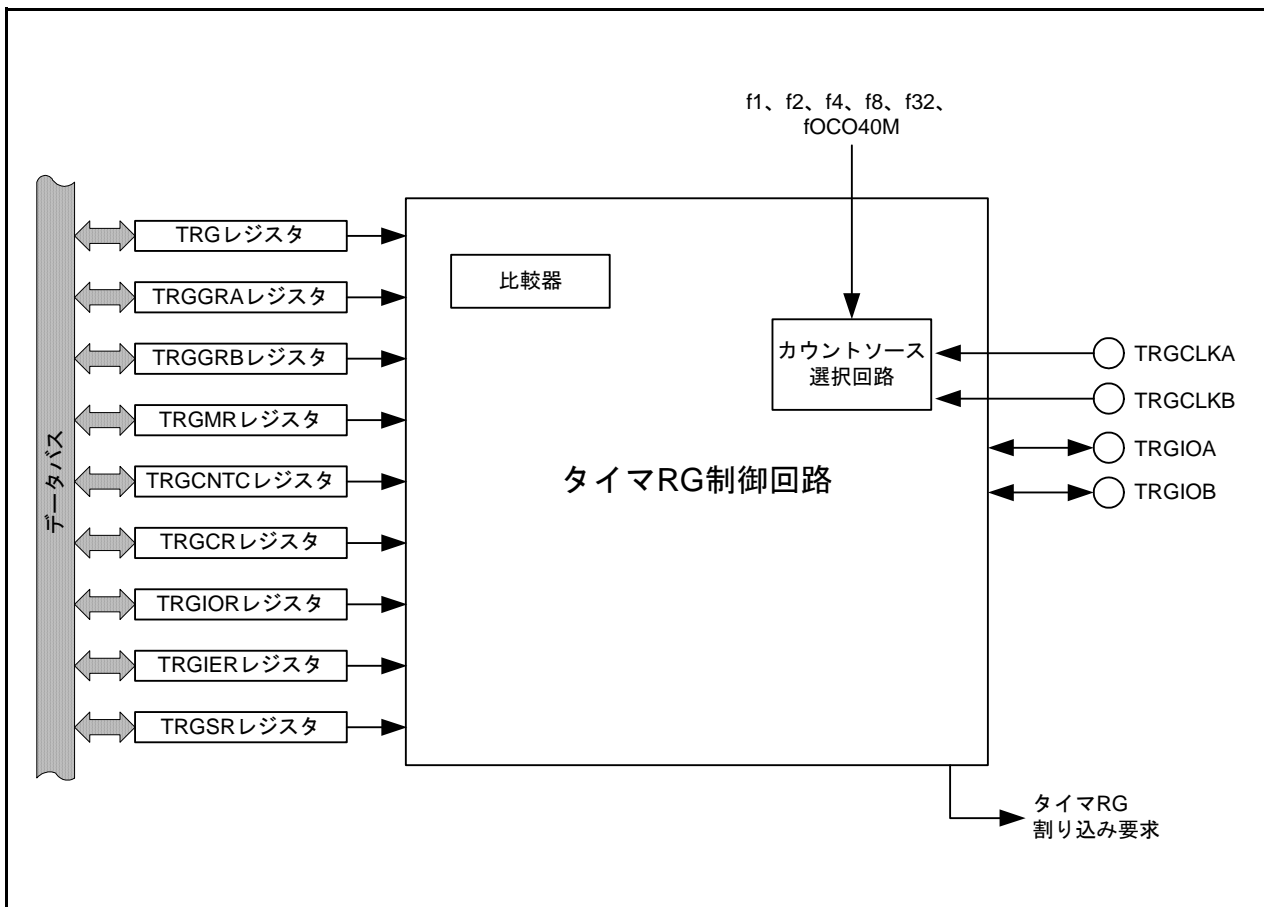 f1、f2、f4、f8、f32、
fOCO40M
データバス
TRGレジスタ
TRGGRAレジスタ
TRGGRBレジスタ
TRGMRレジスタ
TRGCNTCレジスタ
TRGCRレジスタ
TRGIORレジスタ
TRGIERレジスタ
TRGSRレジスタ
比較器
カウントソース
選択回路
タイマRG制御回路
TRGCLKA
TRGCLKB
TRGIOA
TRGIOB
タイマRG
割り込み要求